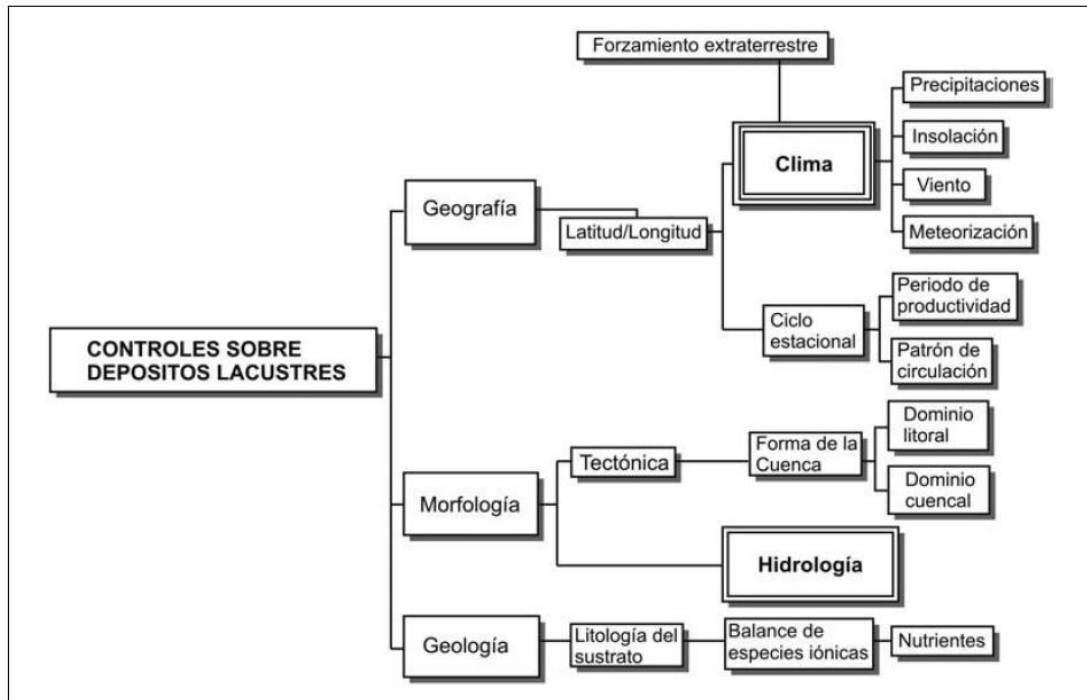 Forzamiento extraterrestre
Precipitaciones
Insolación
Clima
Viento
Geografía
Latitud/Longitud
Meteorización
Periodo de
productividad
Ciclo
estacional
Patrón de
circulación
CONTROLES SOBRE
DEPOSITOS LACUSTRES
Dominio
litoral
Tectónica
Forma de la
Cuenca
Dominio
cuencal
Morfología
Hidrología
Geología
Litología del
sustrato
Balance de
especies iónicas
Nutrientes